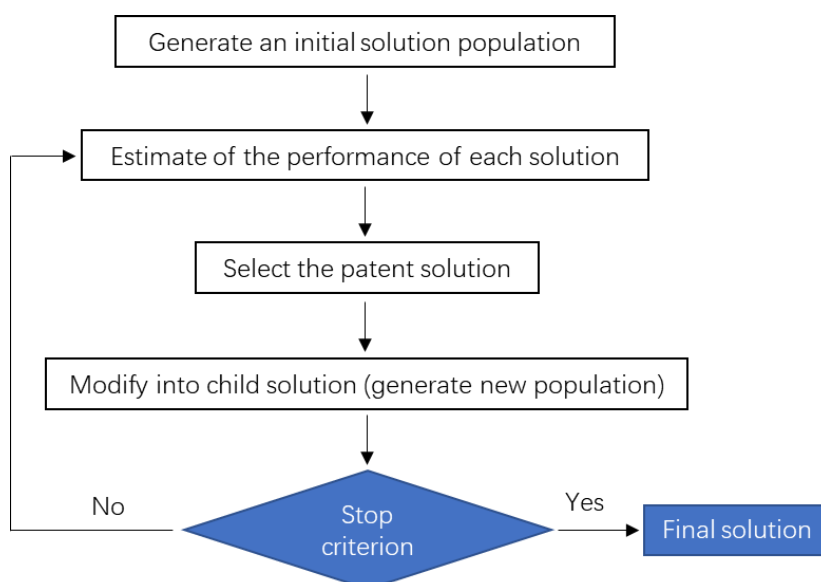 Generate an initial solution population
Estimate of the performance of each solution
Select the patent solution
Modify into child solution (generate new population)
No
Stop
criterion
Yes
Final solution